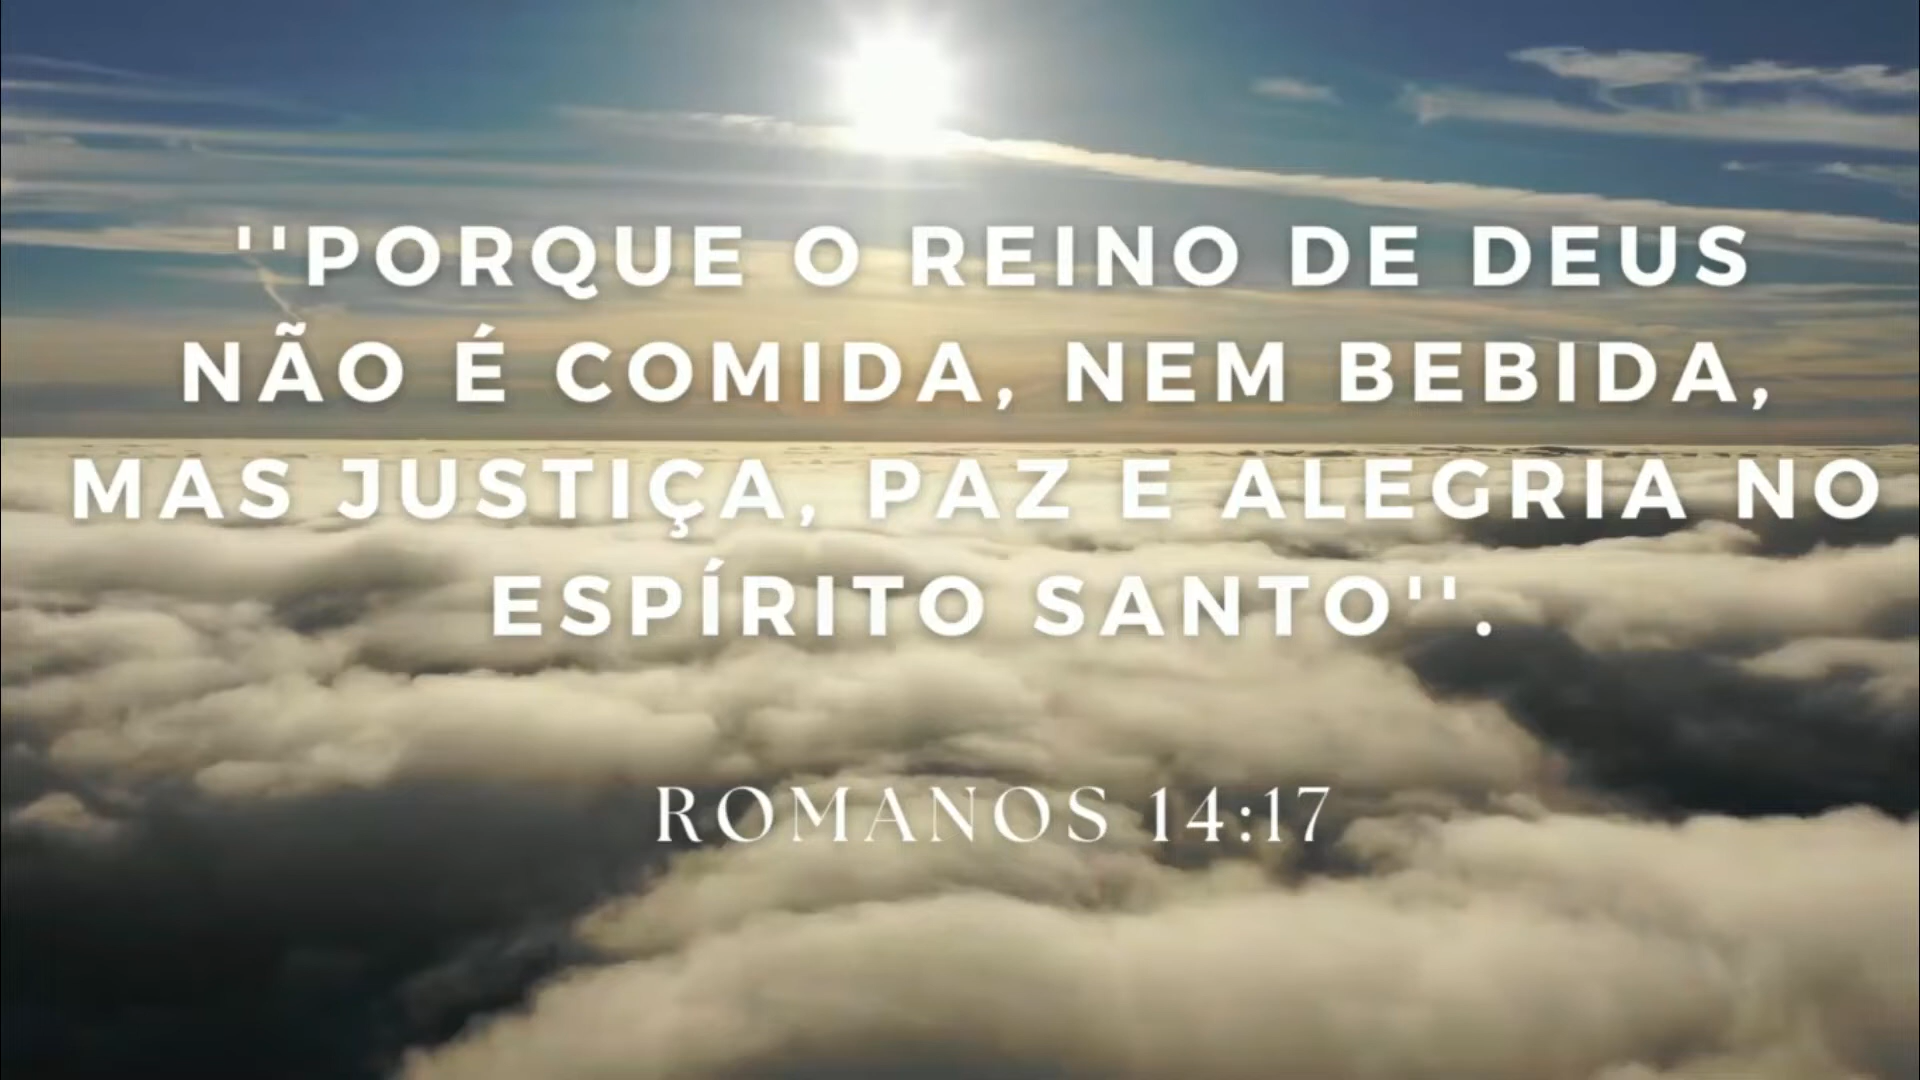 ''PORQUE O REINO DE DEUS
NÃO É COMIDA, NEM BEBIDA,
MAS JUSTIÇA, PAZ E ALEGRIA NO
ESPÍRITO SANTO''.
ROMANOS 14:17